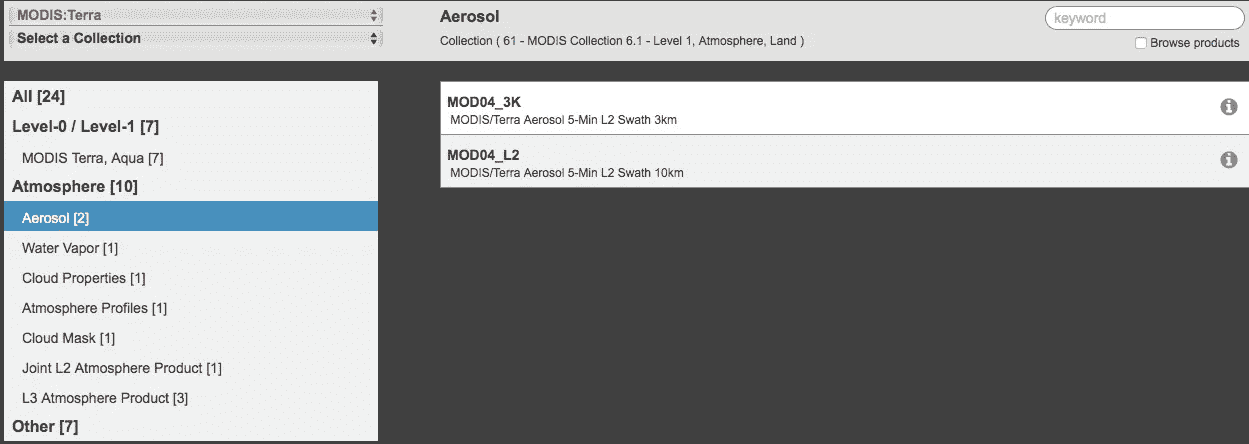 MODIS:Terra
Select a Collection
Aerosol
Collection ( 61 - MODIS Collection 6.1 - Level 1, Atmosphere, Land )
keyword
Browse products
All [24]
Level-0 / Level-1 [7]
MODIS Terra, Aqua [7]
Atmosphere [10]
Aerosol [2]
Water Vapor [1]
Cloud Properties [1]
Atmosphere Profiles [1]
Cloud Mask [1]
Joint L2 Atmosphere Product [1]
L3 Atmosphere Product [3]
Other [7]
MOD04_3K
MODIS/Terra Aerosol 5-Min L2 Swath 3km
MOD04_L2
MODIS/Terra Aerosol 5-Min L2 Swath 10km